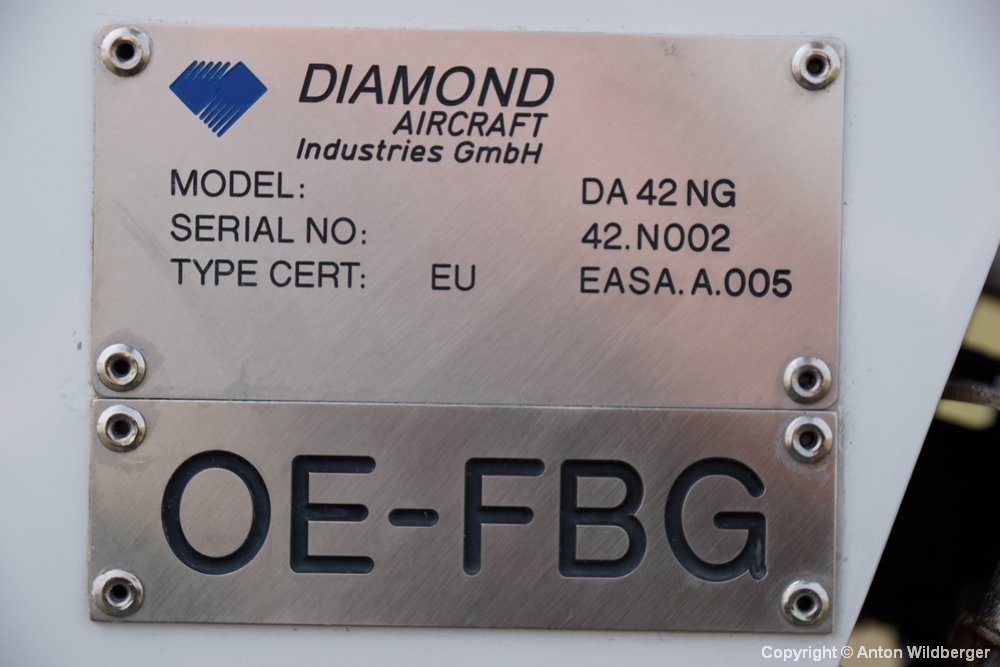 DIAMOND
AIRCRAFT
Industries GmbH
MODEL: DA 42 NG
SERIAL NO: 42.N002
TYPE CERT: EU EASA.A.005
OE-FBG
Copyright © Anton Wildberger